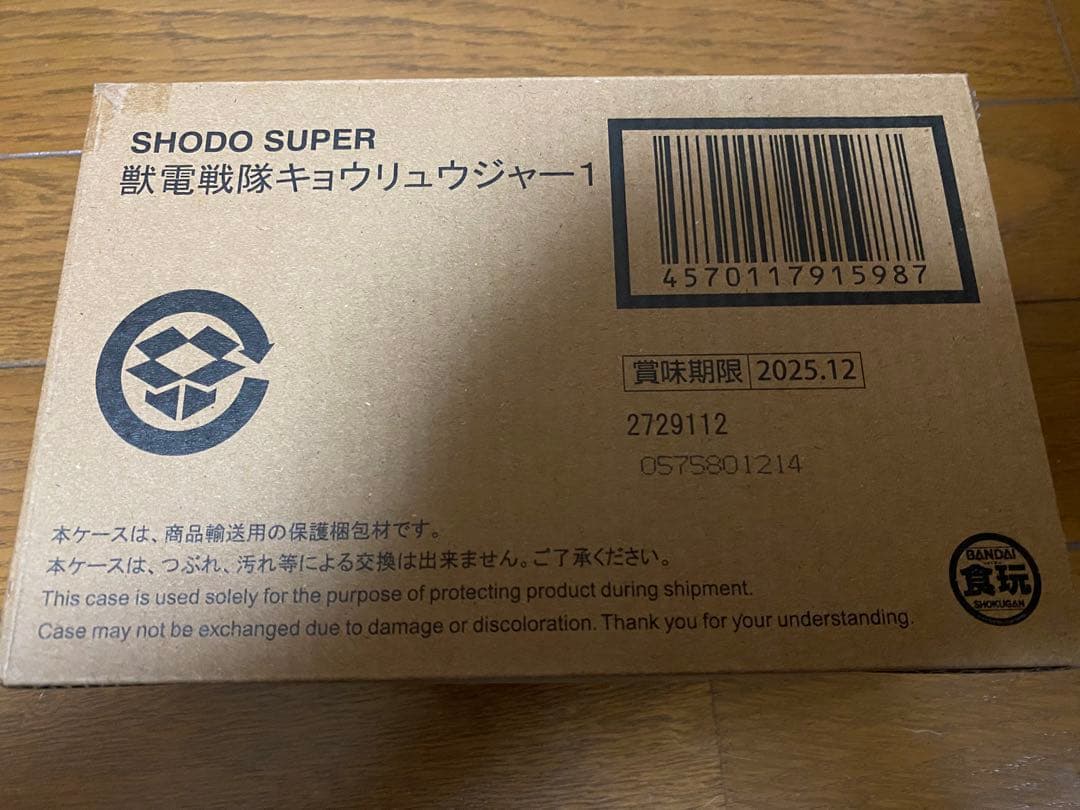 SHODO SUPER
獣電戦隊キョウリュウジャー1
4570117915987
賞味期限 2025.12
2729112
0575801214
本ケースは、商品輸送用の保護梱包材です。
本ケースは、つぶれ、汚れ等による交換は出来ません。ご了承ください。
This case is used solely for the purpose of protecting product during shipment.
Case may not be exchanged due to damage or discoloration. Thank you for your understanding.
BANDAI
食玩
SHOKUGAN